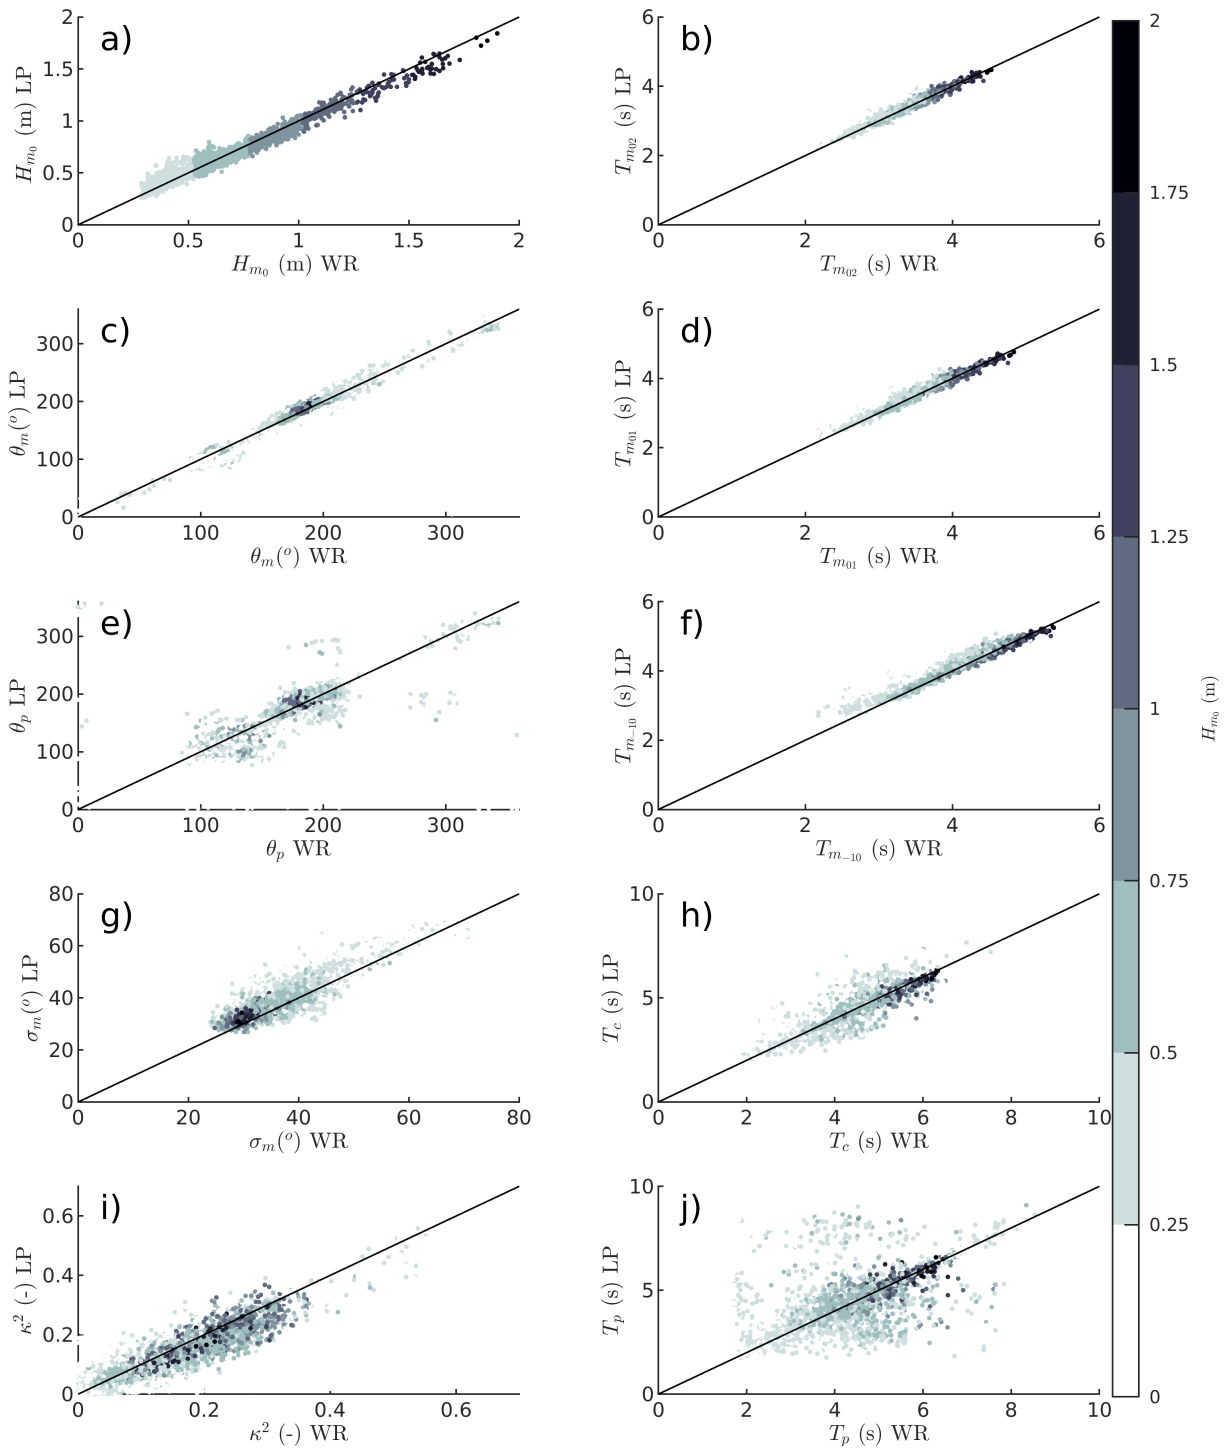 a)
2
1.5
1
0.5
0
0 0.5 1 1.5 2
H_{m_0} (m) LP
H_{m_0} (m) WR
b)
6
4
2
0
0 2 4 6
T_{m_{02}} (s) LP
T_{m_{02}} (s) WR
c)
300
200
100
0
0 100 200 300
θ_m(°) LP
θ_m(°) WR
d)
6
4
2
0
0 2 4 6
T_{m_{01}} (s) LP
T_{m_{01}} (s) WR
e)
300
200
100
0
0 100 200 300
θ_p LP
θ_p WR
f)
6
4
2
0
0 2 4 6
T_{m_{-10}} (s) LP
T_{m_{-10}} (s) WR
g)
80
60
40
20
0
0 20 40 60 80
σ_m(°) LP
σ_m(°) WR
h)
10
5
0
0 2 4 6 8 10
T_c (s) LP
T_c (s) WR
i)
0.6
0.4
0.2
0
0 0.2 0.4 0.6
κ² (-) LP
κ² (-) WR
j)
10
5
0
0 2 4 6 8 10
T_p (s) LP
T_p (s) WR
2
1.75
1.5
1.25
1
0.75
0.5
0.25
0
H_{m_0} (m)